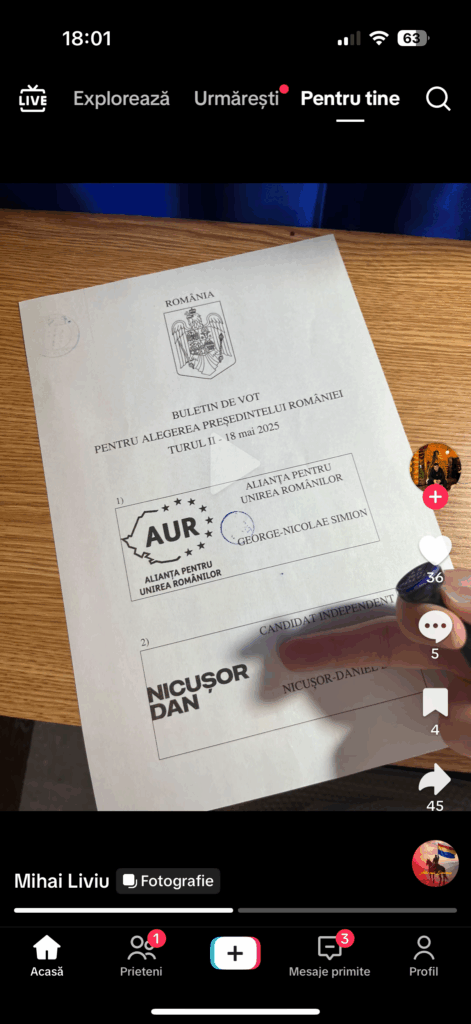 18:01
63
LIVE
Explorează
Urmărești
Pentru tine
ROMÂNIA
BULETIN DE VOT
PENTRU ALEGEREA PREȘEDINTELUI ROMÂNIEI
TURUL II - 18 mai 2025
1)
ALIANȚA PENTRU
UNIREA ROMÂNILOR
AUR
GEORGE-NICOLAE SIMION
ALIANȚA PENTRU
UNIREA ROMÂNILOR
36
2)
CANDIDAT INDEPENDENT
5
NICUȘOR
DAN
NICUȘOR-DANIEL
4
45
Mihai Liviu
Fotografie
1
3
Acasă
Prieteni
Mesaje primite
Profil